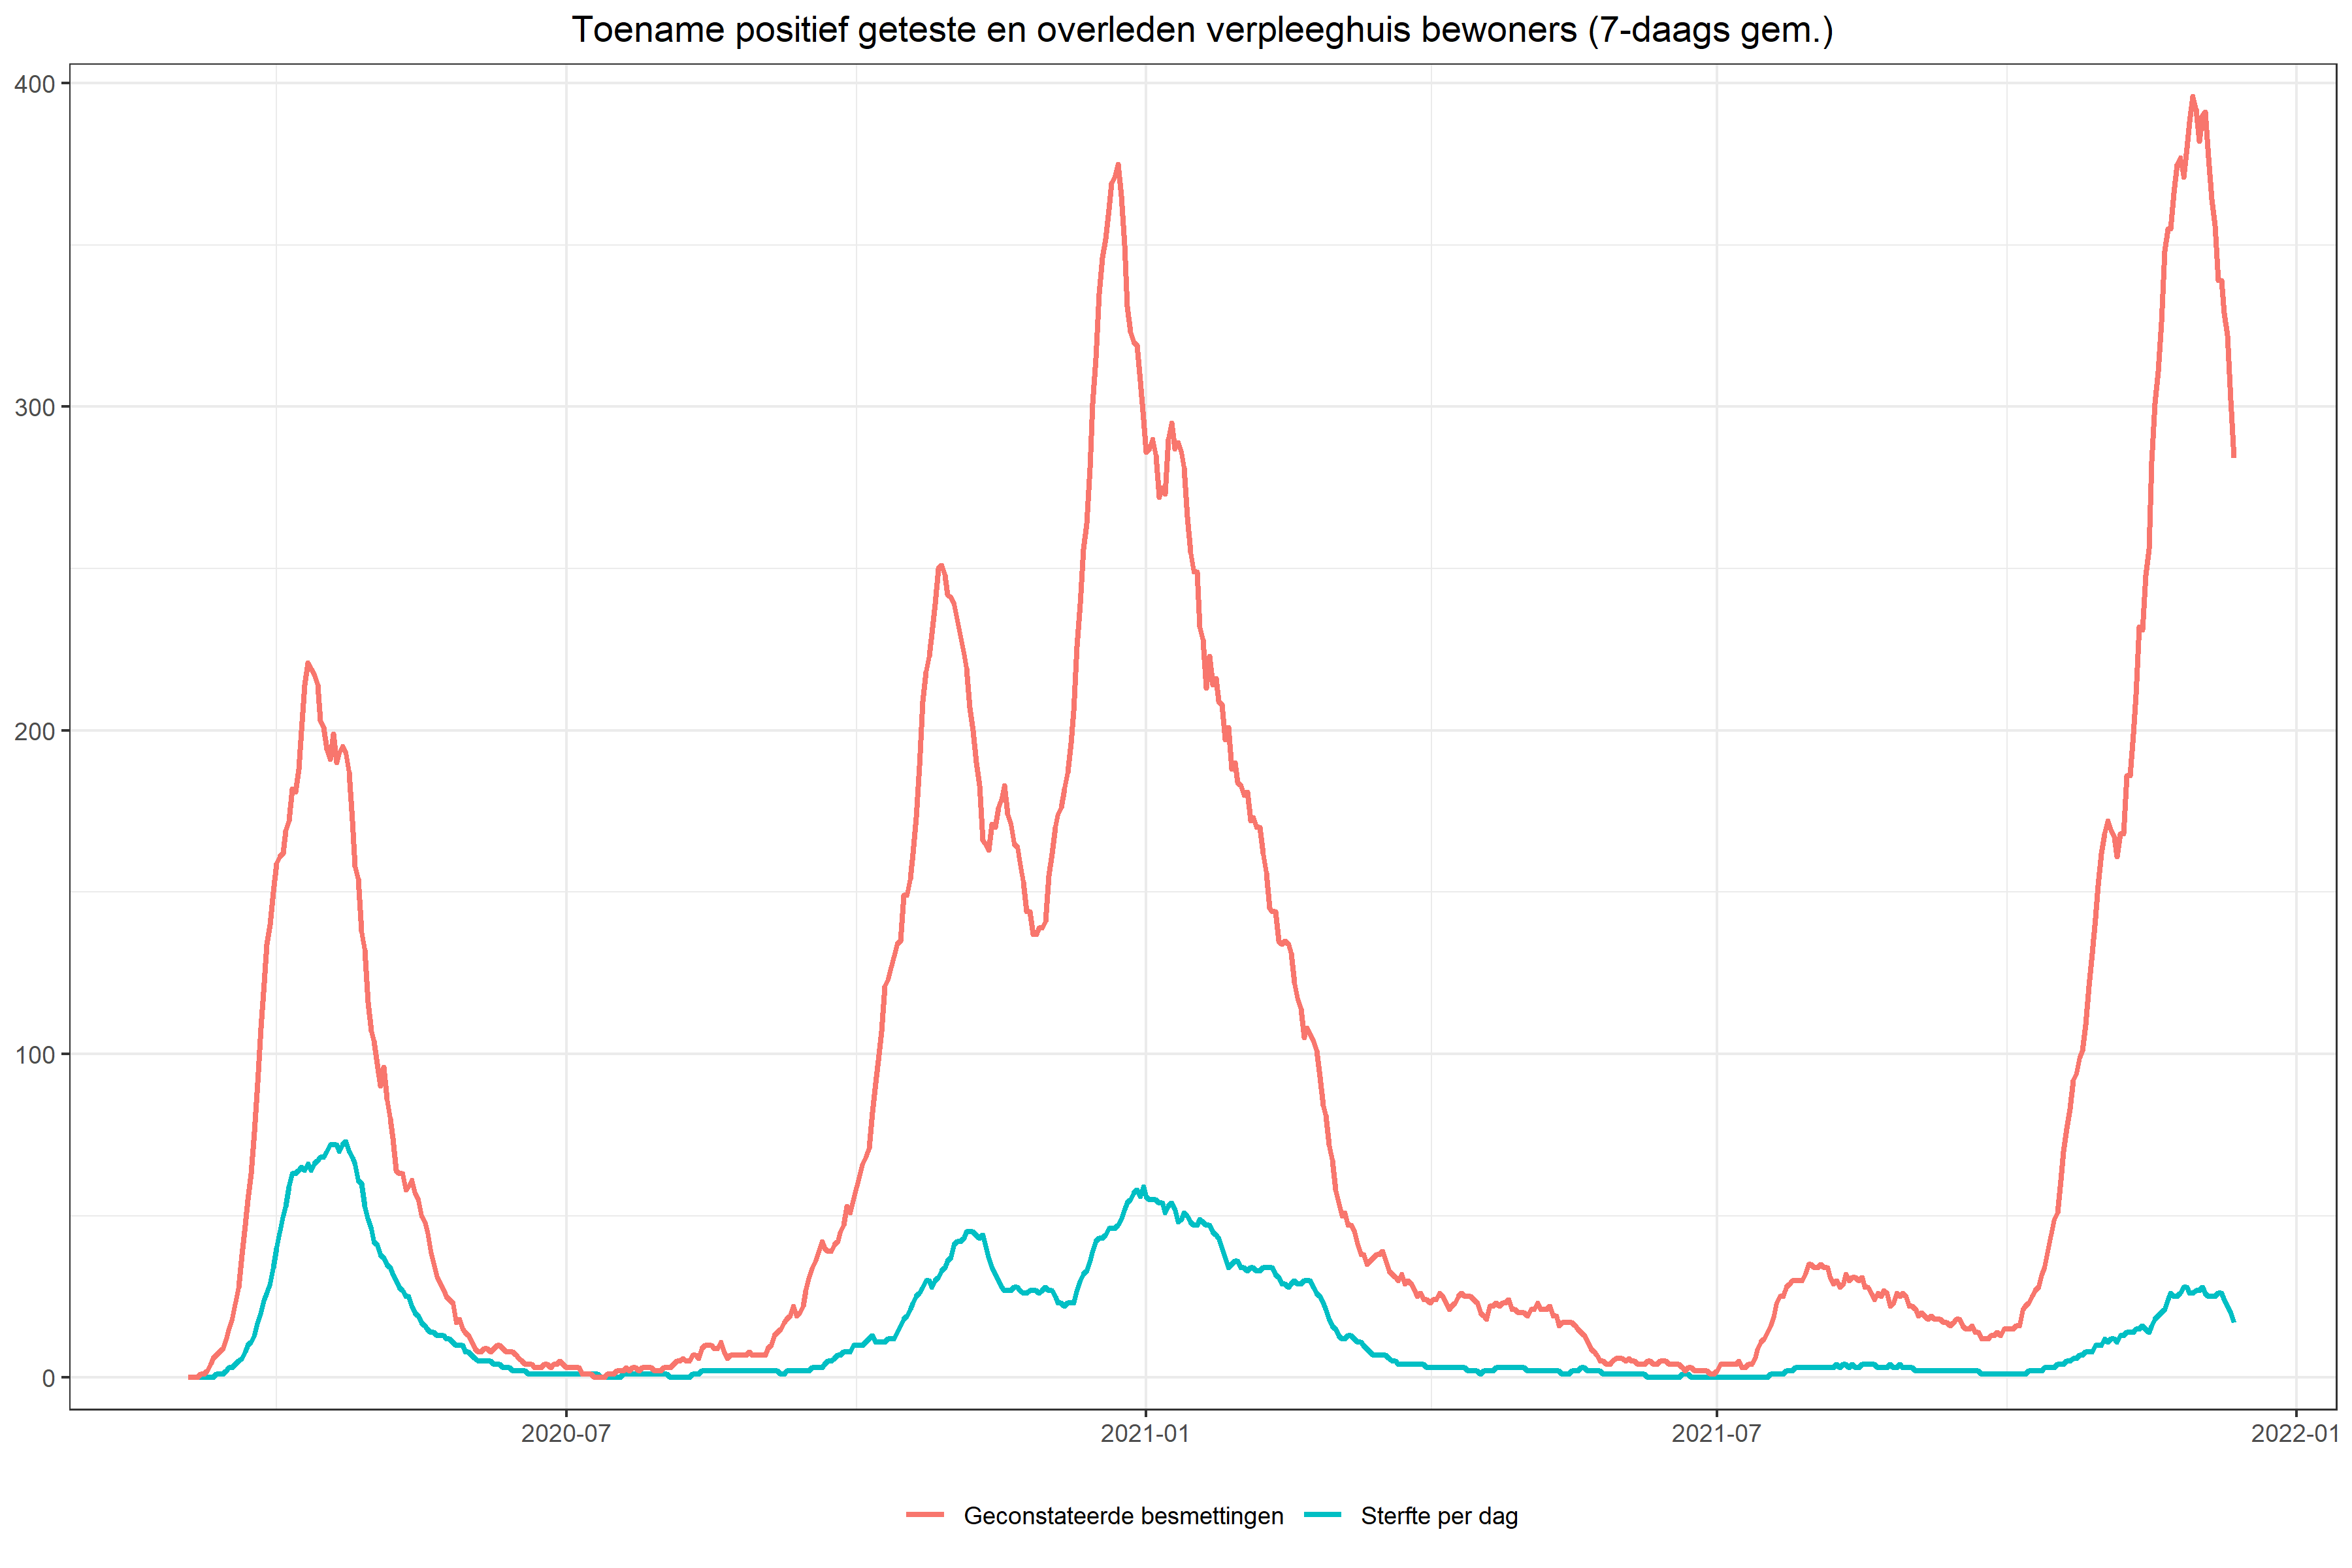 Toename positief geteste en overleden verpleeghuis bewoners (7-daags gem.)
400
300
200
100
0
2020-07 2021-01 2021-07 2022-01
Geconstateerde besmettingen Sterfte per dag